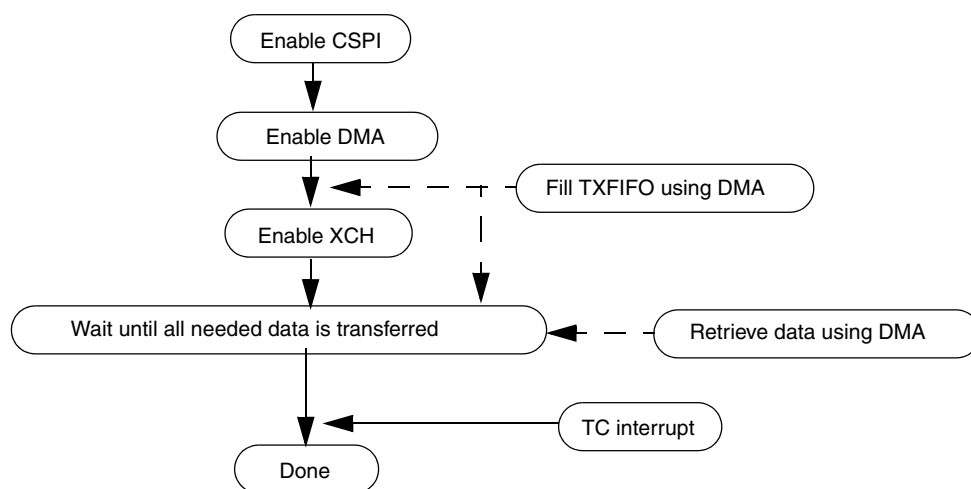 Enable CSPI
Enable DMA
Fill TXFIFO using DMA
Enable XCH
Wait until all needed data is transferred
Retrieve data using DMA
TC interrupt
Done